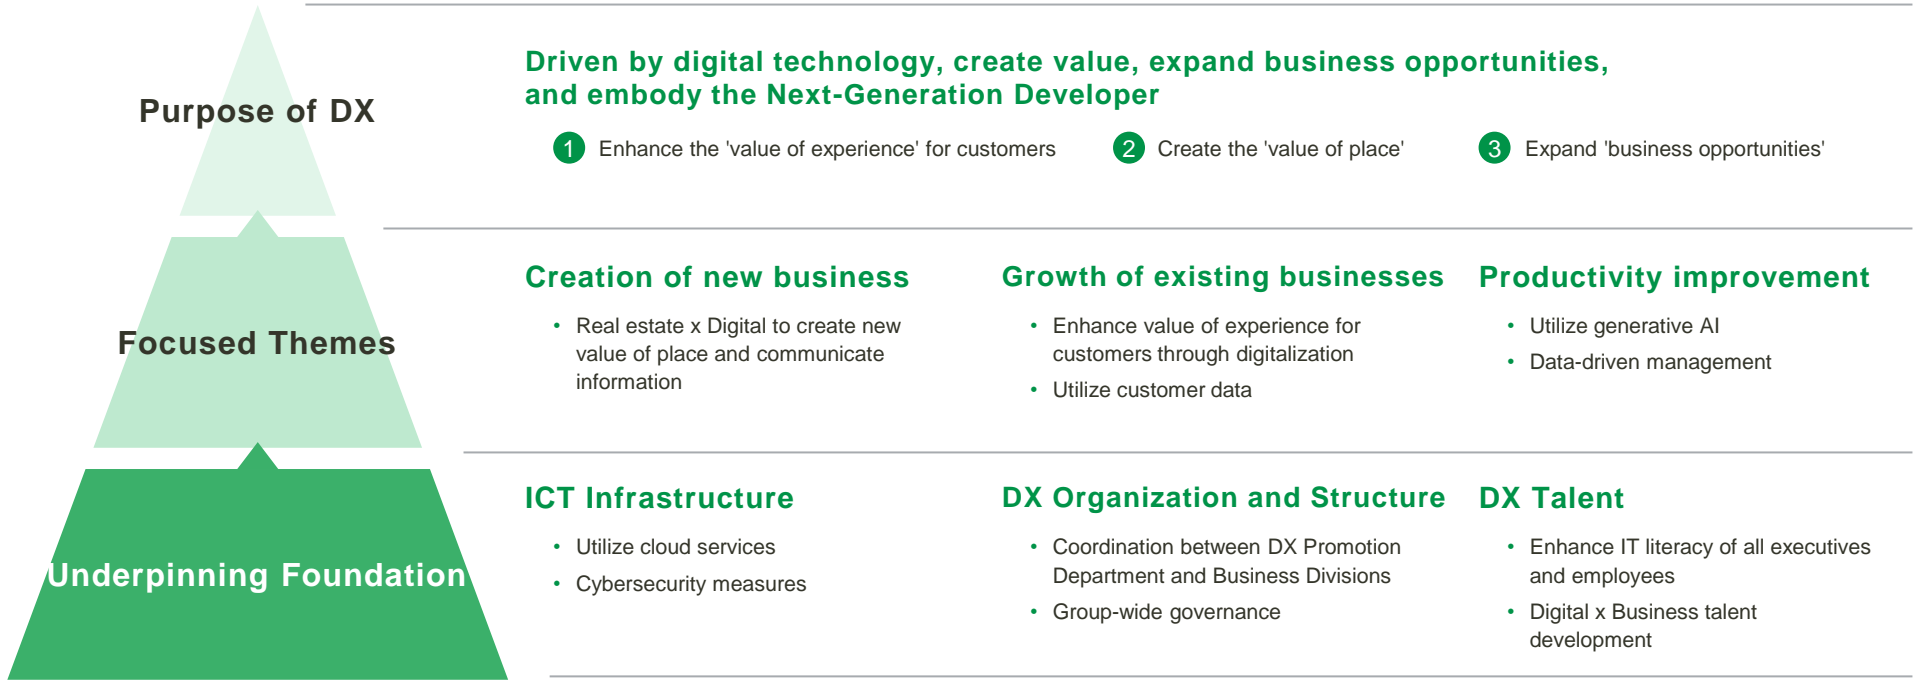 Purpose of DX
Driven by digital technology, create value, expand business opportunities,
and embody the Next-Generation Developer
1 Enhance the 'value of experience' for customers
2 Create the 'value of place'
3 Expand 'business opportunities'
Focused Themes
Creation of new business
• Real estate x Digital to create new
value of place and communicate
information
Growth of existing businesses
• Enhance value of experience for
customers through digitalization
• Utilize customer data
Productivity improvement
• Utilize generative AI
• Data-driven management
Underpinning Foundation
ICT Infrastructure
• Utilize cloud services
• Cybersecurity measures
DX Organization and Structure
• Coordination between DX Promotion
Department and Business Divisions
• Group-wide governance
DX Talent
• Enhance IT literacy of all executives
and employees
• Digital x Business talent
development